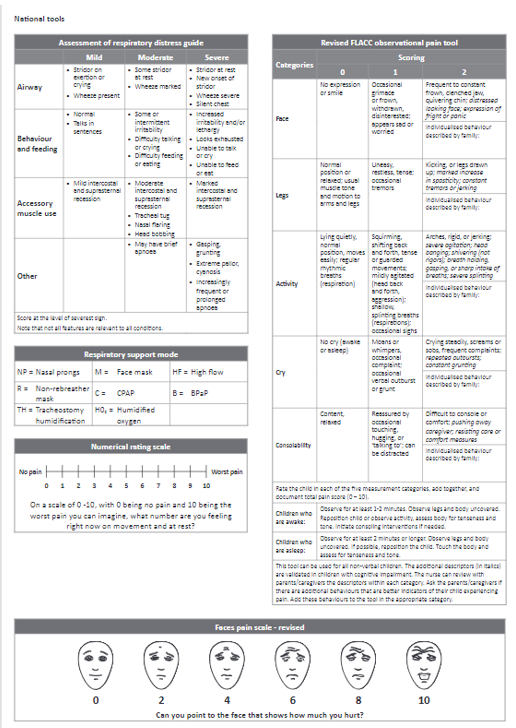 National tools
Assessment of respiratory distress guide
Mild
Moderate
Severe
Airway
• Stridor on
exertion or
crying
• Wheeze present
• Some stridor
at rest
• Wheeze marked
• Stridor at rest
• New onset of
stridor
• Wheeze severe
• Silent chest
Behaviour
and feeding
• Normal
• Talks in
sentences
• Some or
intermittent
irritability
• Difficulty talking
or crying
• Difficulty feeding
or eating
• Increased
irritability and/or
lethargy
• Looks exhausted
• Unable to talk
or cry
• Unable to feed
or eat
Accessory
muscle use
• Mild intercostal
and suprasternal
recession
• Moderate
intercostal and
suprasternal
recession
• Tracheal tug
• Nasal flaring
• Head bobbing
• Marked
intercostal and
suprasternal
recession
Other
• May have brief
apnoea
• Gasping,
grunting
• Extreme pallor,
cyanosis
• Increasingly
frequent or
prolonged
apnoea
Score at level of severest sign.
Note that not all features are relevant to all conditions.
Respiratory support mode
NP = Nasal prongs
M = Face mask
HF = High flow
R = Non-rebreather
mask
C = CPAP
B = BPaP
TH = Tracheostomy
humidification
HO₂ = Humidified
oxygen
Numerical rating scale
No pain
Worst pain
0 1 2 3 4 5 6 7 8 9 10
On a scale of 0 -10, with 0 being no pain and 10 being the
worst pain you can imagine, what number are you feeling
right now on movement and at rest?
Revised FLACC observational pain tool
Categories
Scoring
0
1
2
Face
No expression
or smile
Occasional
grimace
or frown,
withdrawn,
disinterested;
appears sad or
worried
Frequent to constant
frown, clenched jaw,
quivering chin; distressed
looking face; expression of
fright or panic
Individualised behaviour
described by family:
Legs
Normal
position or
relaxed; usual
muscle tone
and motion to
arms and legs
Uneasy,
restless, tense;
occasional
tremors
Kicking, or legs drawn
up; marked increase
in spasticity; constant
tremors or jerking
Individualised behaviour
described by family:
Activity
Lying quietly,
normal
position, moves
easily; regular
rhythmic
breaths
(respiration)
Squirming,
shifting back
and forth, tense
or guarded
movements;
mildly agitated
(head back
and forth,
aggression);
shallow,
splinting breaths
(respirations);
occasional sighs
Arches, rigid, or jerking;
severe agitation; head
banging; shivering (not
rigors); breath holding,
gasping, or sharp intake of
breaths; severe splinting
Individualised behaviour
described by family:
Cry
No cry (awake
or asleep)
Moans or
whimpers,
occasional
complaint;
occasional
verbal outburst
or grunt
Crying steadily, screams or
sobs, frequent complaints;
repeated outbursts;
constant grunting
Individualised behaviour
described by family:
Consolability
Content,
relaxed
Reassured by
occasional
touching,
hugging, or
'talking to'; can
be distracted
Difficult to console or
comfort; pushing away
caregiver; resisting care or
comfort measures
Individualised behaviour
described by family:
Rate the child in each of the five measurement categories, add together, and
document total pain score (0 – 10).
Children who
are awake:
Observe for at least 1-2 minutes. Observe legs and body uncovered.
Reposition child or observe activity, assess body for tenseness and
tone. Initiate consoling interventions if needed.
Children who
are asleep:
Observe for at least 2 minutes or longer. Observe legs and body
uncovered. If possible, reposition the child. Touch the body and
assess for tenseness and tone.
This tool can be used for all non-verbal children. The additional descriptors (in italics)
are validated in children with cognitive impairment. The nurse can review with
parents/caregivers the descriptors within each category. Ask the parents/caregivers if
there are additional behaviours that are better indicators of their child experiencing
pain. Add these behaviours to the tool in the appropriate category.
Faces pain scale - revised
0 2 4 6 8 10
Can you point to the face that shows how much you hurt?